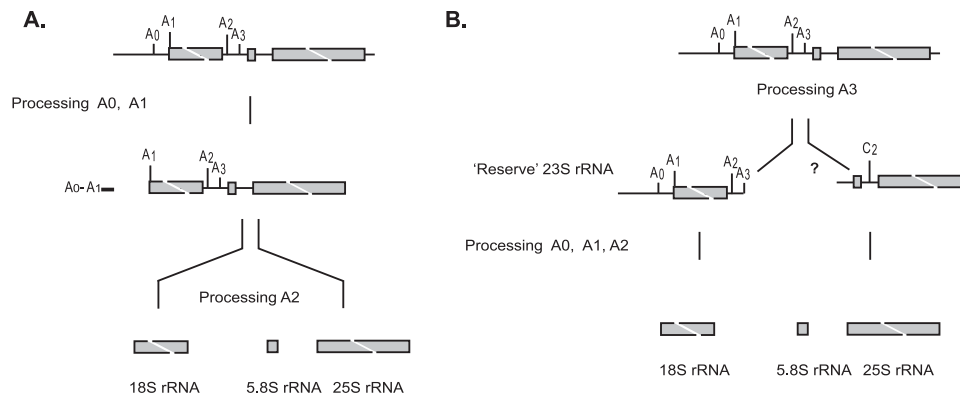 A.
A0 A1 A2 A3
Processing A0, A1
A1 A2 A3
A0-A1
Processing A2
18S rRNA 5.8S rRNA 25S rRNA
B.
A0 A1 A2 A3
Processing A3
'Reserve' 23S rRNA
A0 A1 A2 A3
?
C2
Processing A0, A1, A2
18S rRNA 5.8S rRNA 25S rRNA